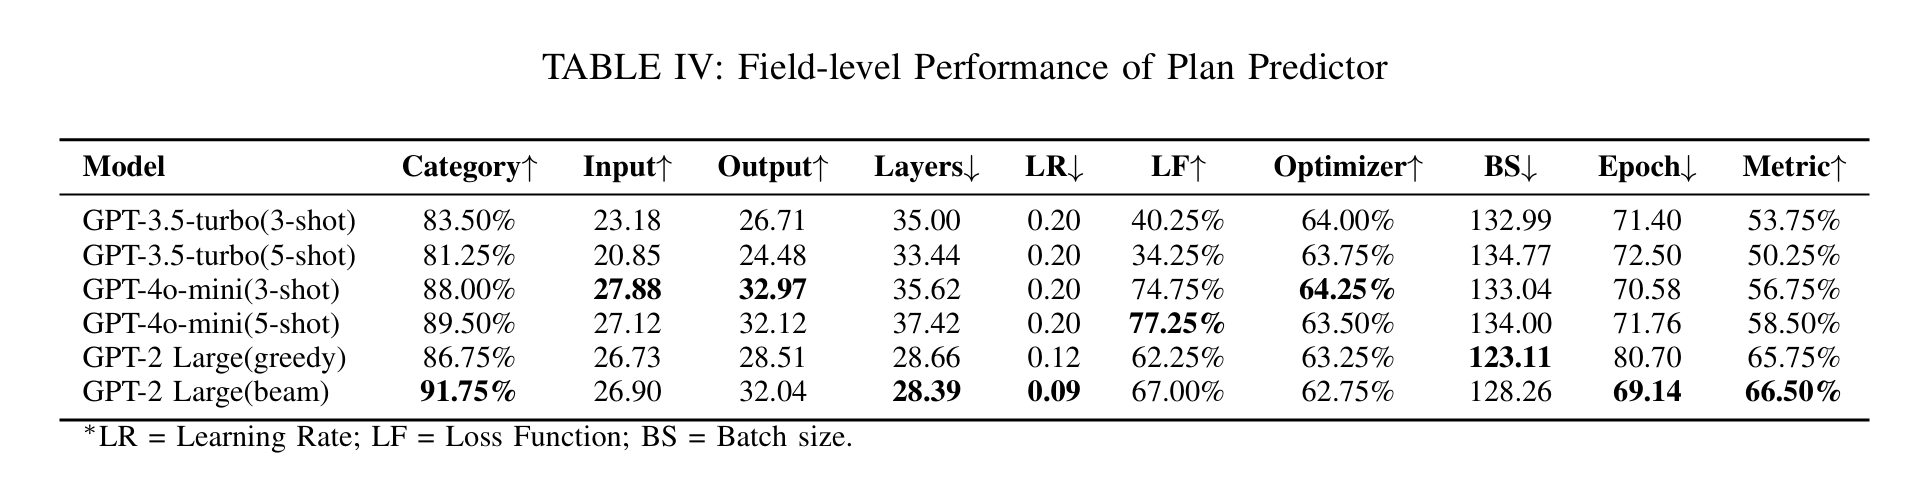 TABLE IV: Field-level Performance of Plan Predictor
Model Category↑ Input↑ Output↑ Layers↓ LR↓ LF↑ Optimizer↑ BS↓ Epoch↓ Metric↑
GPT-3.5-turbo(3-shot) 83.50% 23.18 26.71 35.00 0.20 40.25% 64.00% 132.99 71.40 53.75%
GPT-3.5-turbo(5-shot) 81.25% 20.85 24.48 33.44 0.20 34.25% 63.75% 134.77 72.50 50.25%
GPT-4o-mini(3-shot) 88.00% 27.88 32.97 35.62 0.20 74.75% 64.25% 133.04 70.58 56.75%
GPT-4o-mini(5-shot) 89.50% 27.12 32.12 37.42 0.20 77.25% 63.50% 134.00 71.76 58.50%
GPT-2 Large(greedy) 86.75% 26.73 28.51 28.66 0.12 62.25% 63.25% 123.11 80.70 65.75%
GPT-2 Large(beam) 91.75% 26.90 32.04 28.39 0.09 67.00% 62.75% 128.26 69.14 66.50%
*LR = Learning Rate; LF = Loss Function; BS = Batch size.